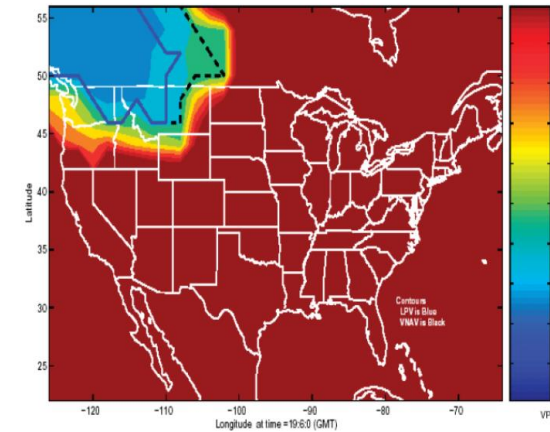 55
50
45
40
35
30
25
Latitude
Contours
LPV is Blue
VNAV is Black
−120 −110 −100 −90 −80 −70
Longitude at time =19:6:0 (GMT)
VP